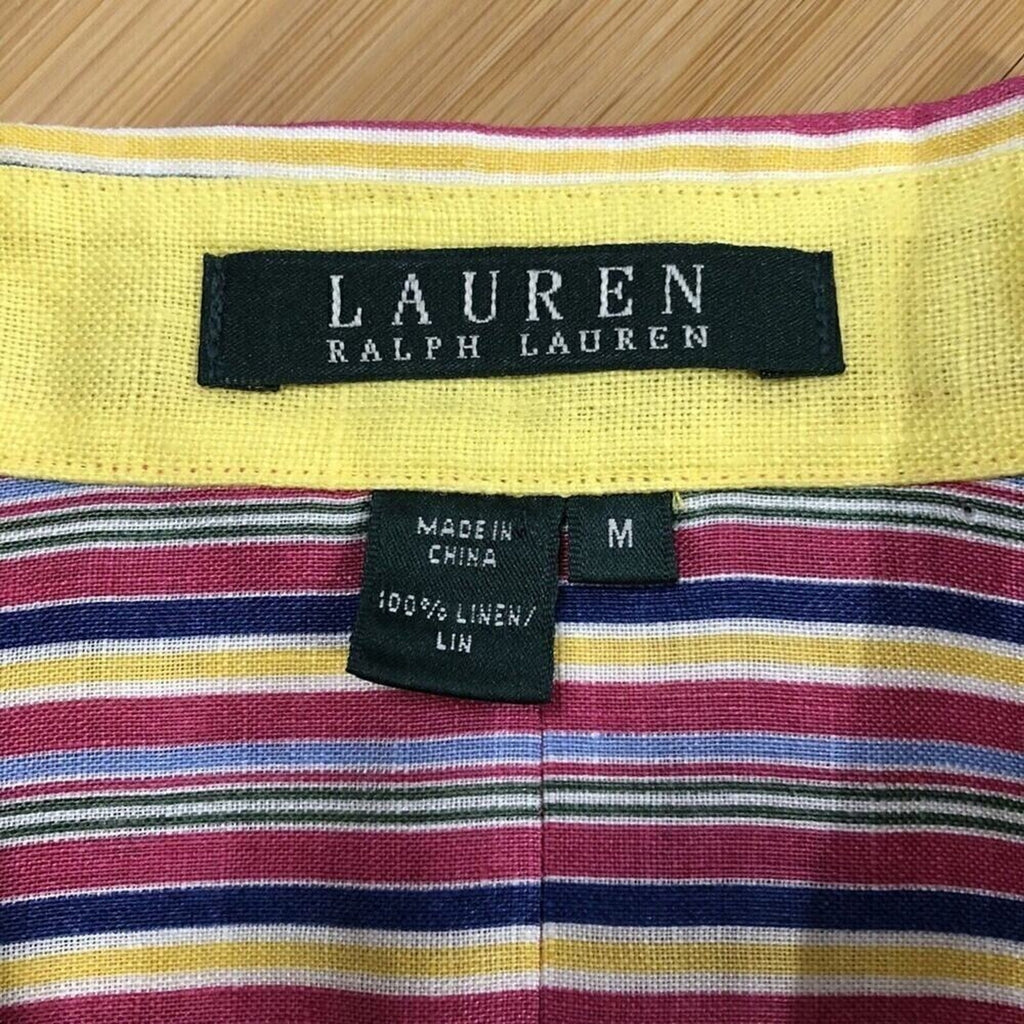 LAUREN
RALPH LAUREN
MADE IN
CHINA
100% LINEN/
LIN
M